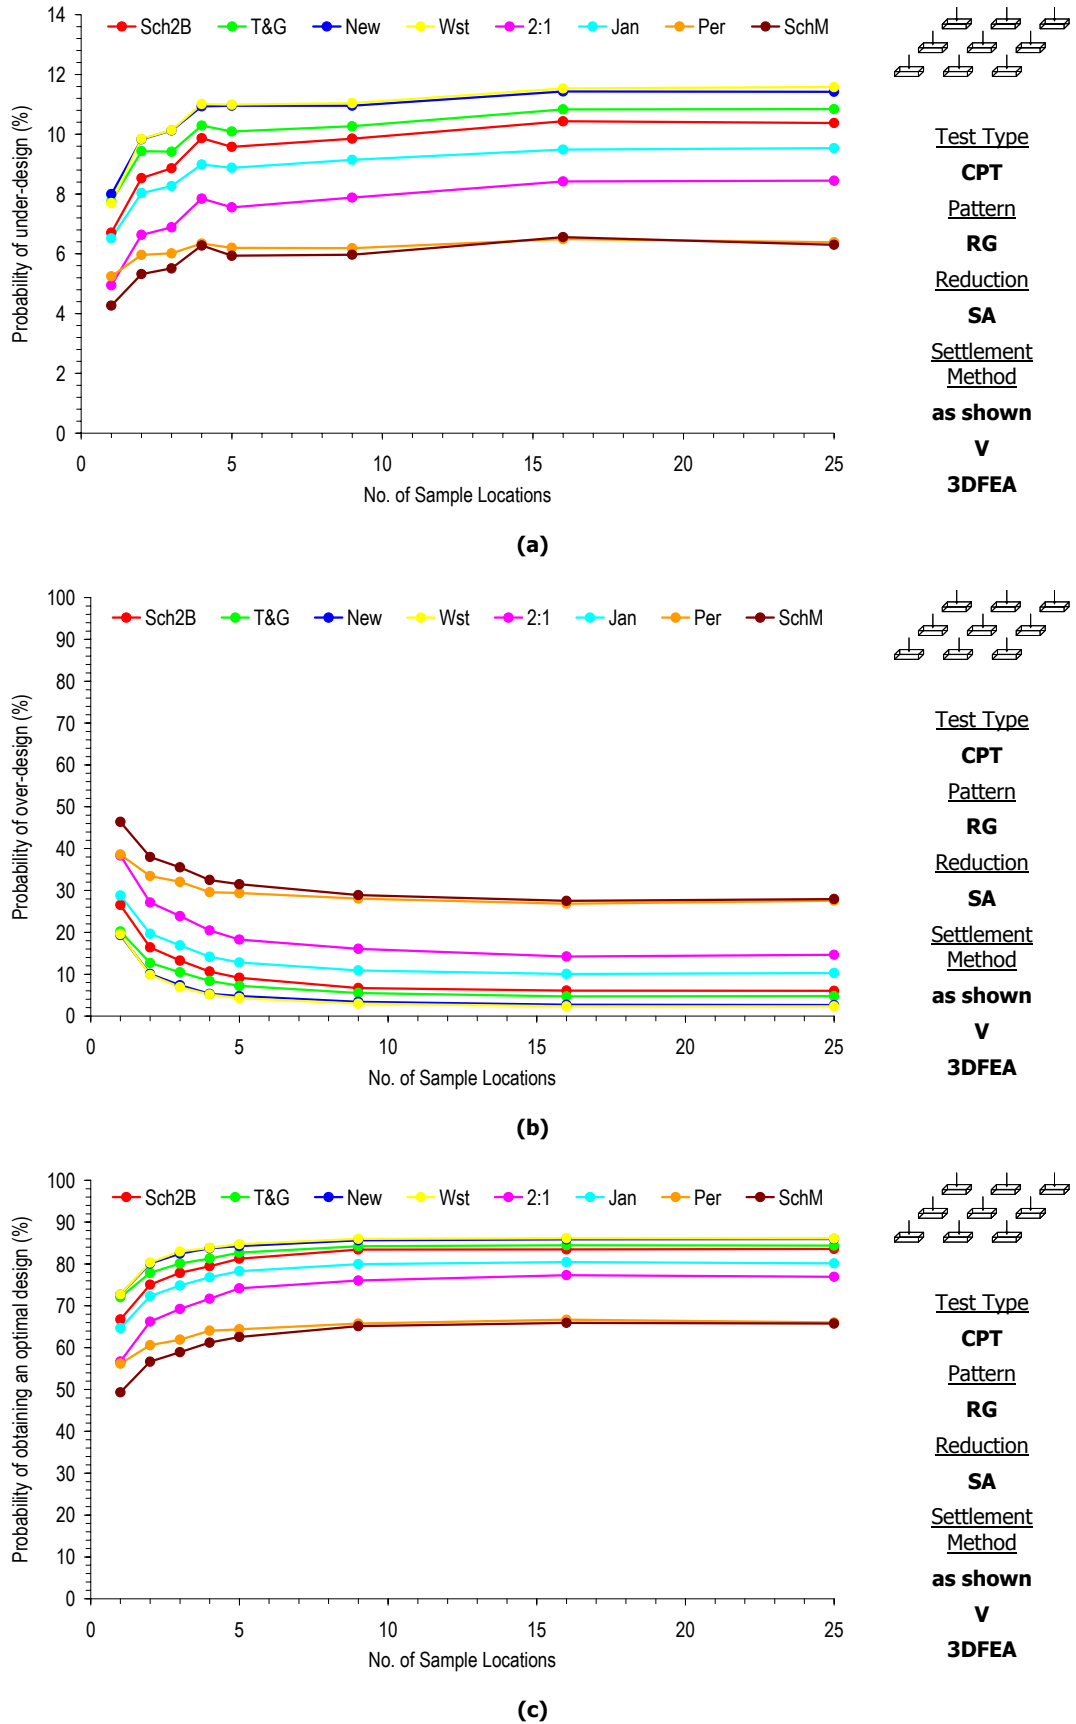 14
12
10
8
6
4
2
0
Probability of under-design (%)
Sch2B T&G New Wst 2:1 Jan Per SchM
0 5 10 15 20 25
No. of Sample Locations
Test Type
CPT
Pattern
RG
Reduction
SA
Settlement
Method
as shown
V
3DFEA
(a)
100
90
80
70
60
50
40
30
20
10
0
Probability of over-design (%)
Sch2B T&G New Wst 2:1 Jan Per SchM
0 5 10 15 20 25
No. of Sample Locations
Test Type
CPT
Pattern
RG
Reduction
SA
Settlement
Method
as shown
V
3DFEA
(b)
100
90
80
70
60
50
40
30
20
10
0
Probability of obtaining an optimal design (%)
Sch2B T&G New Wst 2:1 Jan Per SchM
0 5 10 15 20 25
No. of Sample Locations
Test Type
CPT
Pattern
RG
Reduction
SA
Settlement
Method
as shown
V
3DFEA
(c)